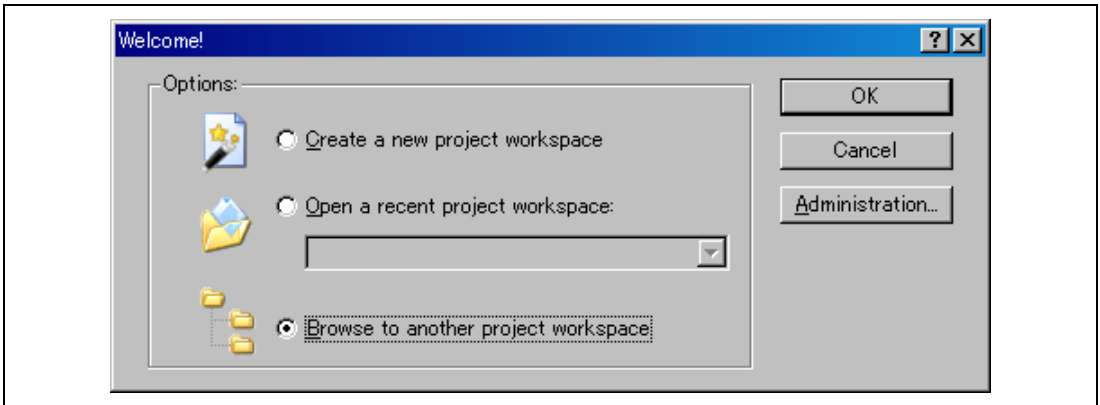 Welcome!
Options:
Create a new project workspace
Open a recent project workspace:
Browse to another project workspace
OK
Cancel
Administration...